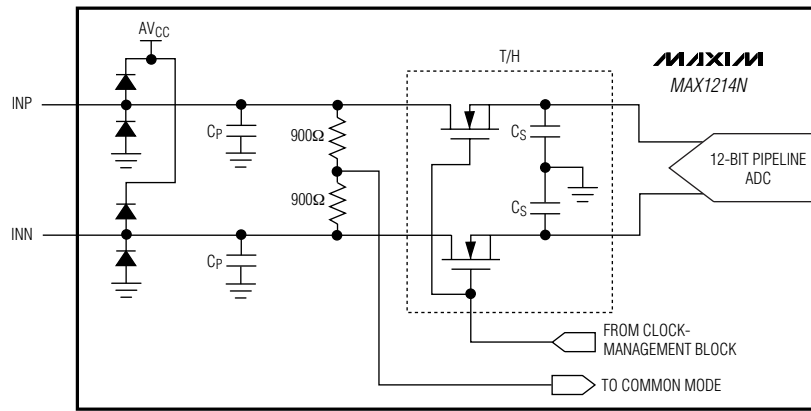 AVCC
T/H
MAXIM
MAX1214N
INP
CP
900Ω
CS
12-BIT PIPELINE
ADC
900Ω
CS
INN
CP
FROM CLOCK-
MANAGEMENT BLOCK
TO COMMON MODE